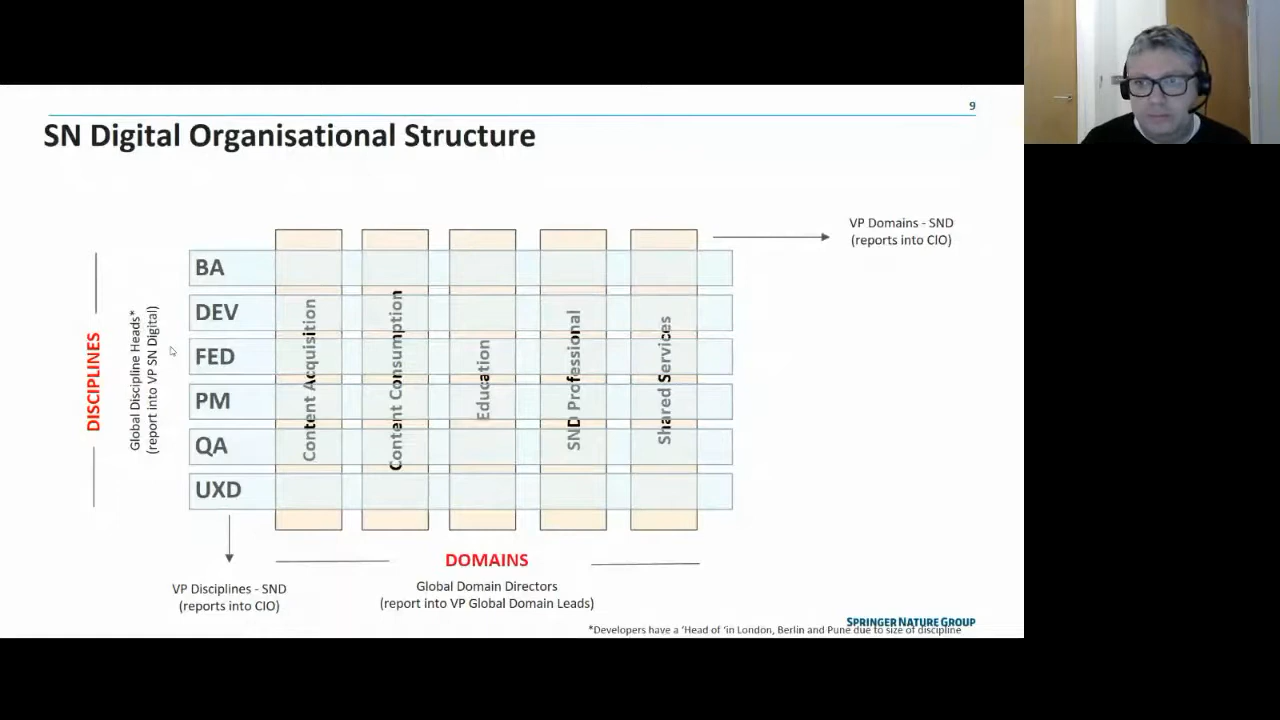 9
SN Digital Organisational Structure
VP Domains - SND
(reports into CIO)
BA
DEV
FED
PM
QA
UXD
Content Acquisition
Content Consumption
Education
SND Professional
Shared Services
DISCIPLINES
Global Discipline Heads*
(report into VP SN Digital)
DOMAINS
VP Disciplines - SND
(reports into CIO)
Global Domain Directors
(report into VP Global Domain Leads)
SPRINGER NATURE GROUP
*Developers have a 'Head of 'in London, Berlin and Pune due to size of discipline